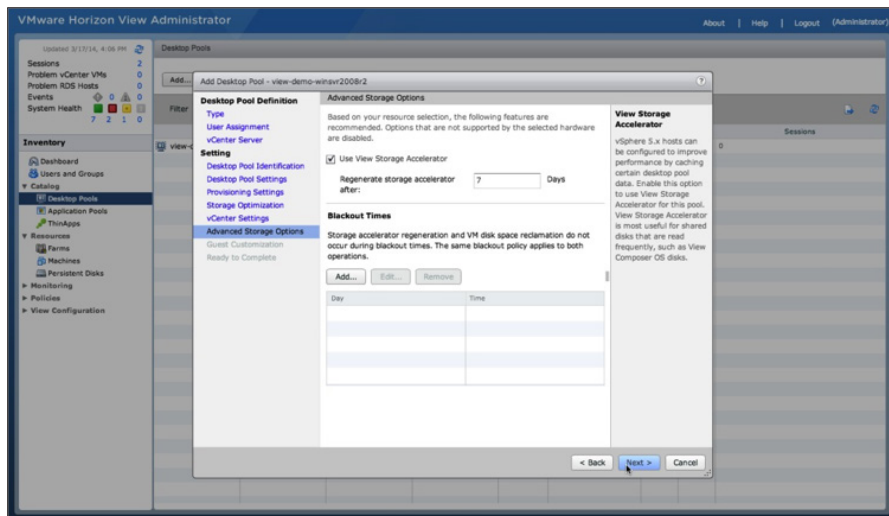 VMware Horizon View Administrator
About | Help | Logout (Administrator)
Updated 3/17/14, 4:06 PM
Sessions 2
Problem vCenter VMs 0
Problem RDS Hosts 0
Events 0 0
System Health
7 2 1 0
Inventory
Dashboard
Users and Groups
Catalog
Desktop Pools
Application Pools
ThinApps
Resources
Farms
Machines
Persistent Disks
Monitoring
Policies
View Configuration
Desktop Pools
Add...
Filter
Sessions
0
Add Desktop Pool - view-demo-winsvr2008r2
?
Desktop Pool Definition
Type
User Assignment
vCenter Server
Setting
Desktop Pool Identification
Desktop Pool Settings
Provisioning Settings
Storage Optimization
vCenter Settings
Advanced Storage Options
Guest Customization
Ready to Complete
Advanced Storage Options
Based on your resource selection, the following features are
recommended. Options that are not supported by the selected hardware
are disabled.
Use View Storage Accelerator
Regenerate storage accelerator
after:
7 Days
Blackout Times
Storage accelerator regeneration and VM disk space reclamation do not
occur during blackout times. The same blackout policy applies to both
operations.
Add... Edit... Remove
Day Time
View Storage
Accelerator
vSphere 5.x hosts can
be configured to improve
performance by caching
certain desktop pool
data. Enable this option
to use View Storage
Accelerator for this pool.
View Storage Accelerator
is most useful for shared
disks that are read
frequently, such as View
Composer OS disks.
< Back Next > Cancel